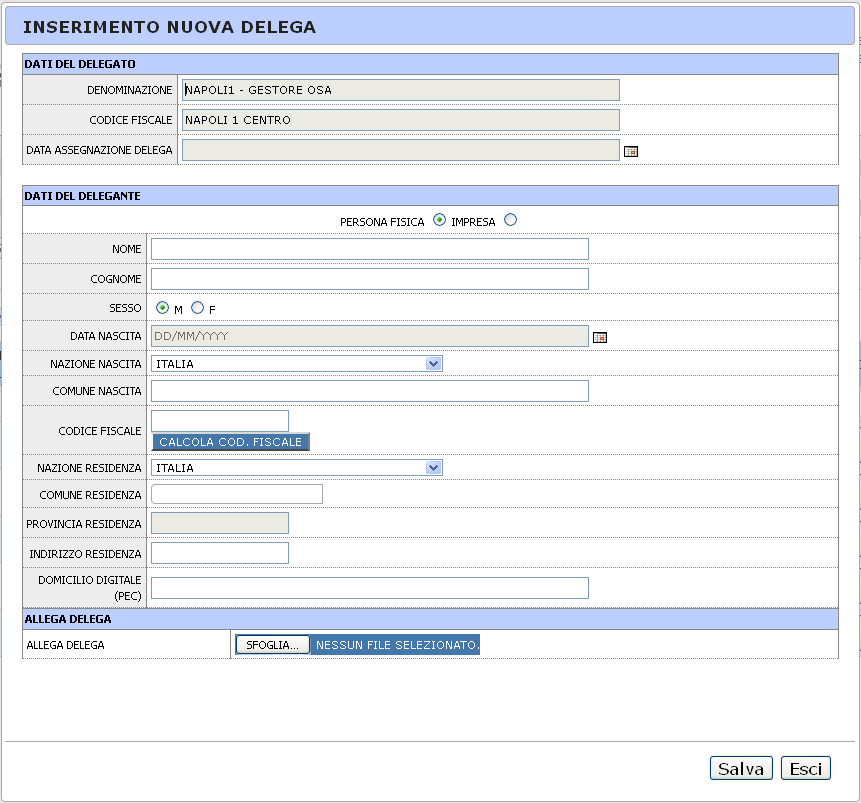 INSERIMENTO NUOVA DELEGA
DATI DEL DELEGATO
DENOMINAZIONE NAPOLI1 - GESTORE OSA
CODICE FISCALE NAPOLI 1 CENTRO
DATA ASSEGNAZIONE DELEGA
DATI DEL DELEGANTE
PERSONA FISICA IMPRESA
NOME
COGNOME
SESSO M F
DATA NASCITA DD/MM/YYYY
NAZIONE NASCITA ITALIA
COMUNE NASCITA
CODICE FISCALE
CALCOLA COD. FISCALE
NAZIONE RESIDENZA ITALIA
COMUNE RESIDENZA
PROVINCIA RESIDENZA
INDIRIZZO RESIDENZA
DOMICILIO DIGITALE
(PEC)
ALLEGA DELEGA
ALLEGA DELEGA SFOGLIA... NESSUN FILE SELEZIONATO.
Salva Esci